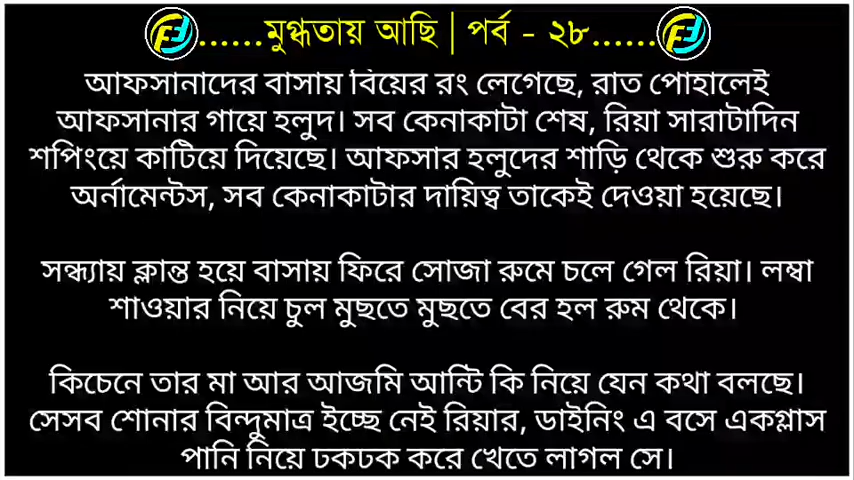 ......মুগ্ধতায় আছি | পর্ব - ২৮......
আফসানাদের বাসায় বিয়ের রং লেগেছে, রাত পোহালেই
আফসানার গায়ে হলুদ। সব কেনাকাটা শেষ, রিয়া সারাটাদিন
শপিংয়ে কাটিয়ে দিয়েছে। আফসার হলুদের শাড়ি থেকে শুরু করে
অর্নামেন্টস, সব কেনাকাটার দায়িত্ব তাকেই দেওয়া হয়েছে।
সন্ধ্যায় ক্লান্ত হয়ে বাসায় ফিরে সোজা রুমে চলে গেল রিয়া। লম্বা
শাওয়ার নিয়ে চুল মুছতে মুছতে বের হল রুম থেকে।
কিচেনে তার মা আর আজমি আন্টি কি নিয়ে যেন কথা বলছে।
সেসব শোনার বিন্দুমাত্র ইচ্ছে নেই রিয়ার, ডাইনিং এ বসে একগ্লাস
পানি নিয়ে ঢকঢক করে খেতে লাগল সে।